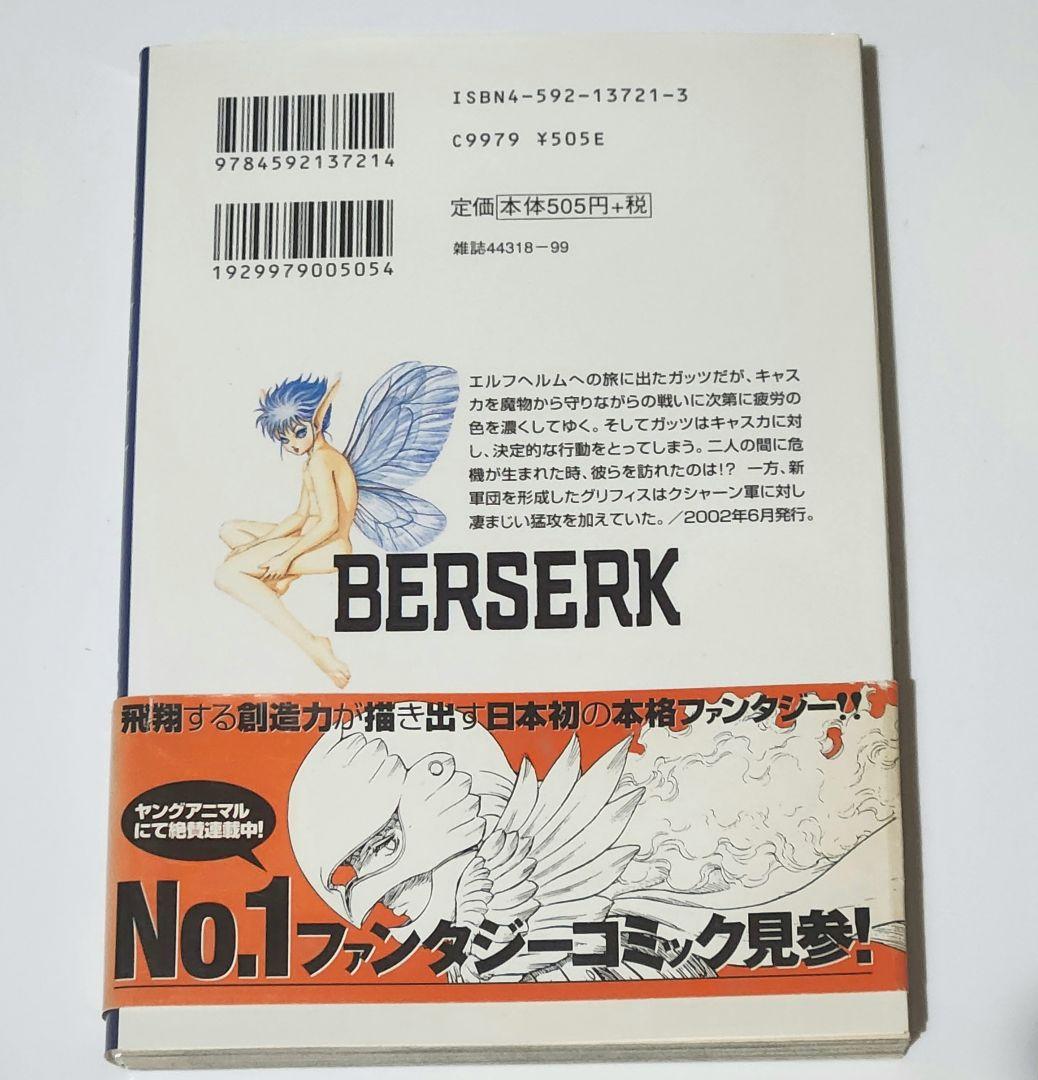 ISBN4-592-13721-3
C9979 ¥505E
9784592137214
定価 本体505円+税
雑誌44318-99
1929979005054
エルフヘルムへの旅に出たガッツだが、キャス
カを魔物から守りながらの戦いに次第に疲労の
色を濃くしてゆく。そしてガッツはキャスカに対
し、決定的な行動をとってしまう。二人の間に危
機が生まれた時、彼らを訪れたのは!? 一方、新
軍団を形成したグリフィスはクシャーン軍に対し
凄まじい猛攻を加えていた。/2002年6月発行。
BERSERK
飛翔する創造力が描き出す日本初の本格ファンタジー!!
ヤングアニマル
にて絶賛連載中!
No.1ファンタジーコミック見参!